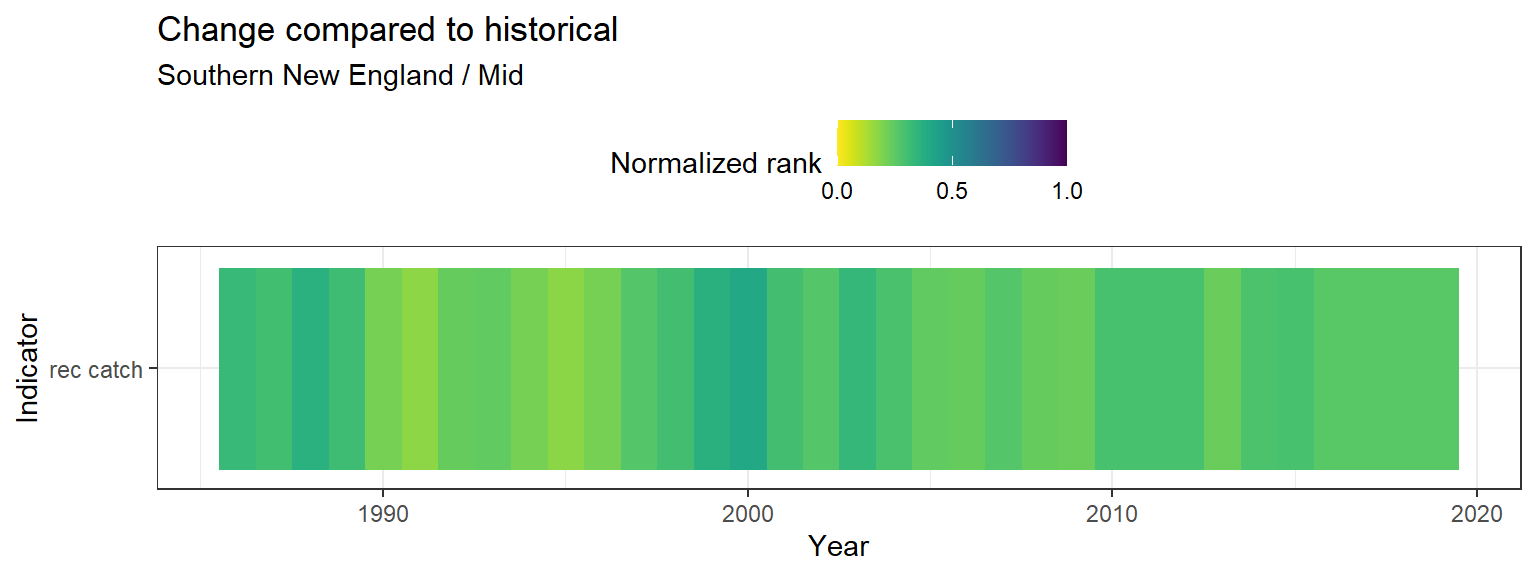 Change compared to historical
Southern New England / Mid
Normalized rank
0.0 0.5 1.0
Indicator
rec catch
1990 2000 2010 2020
Year